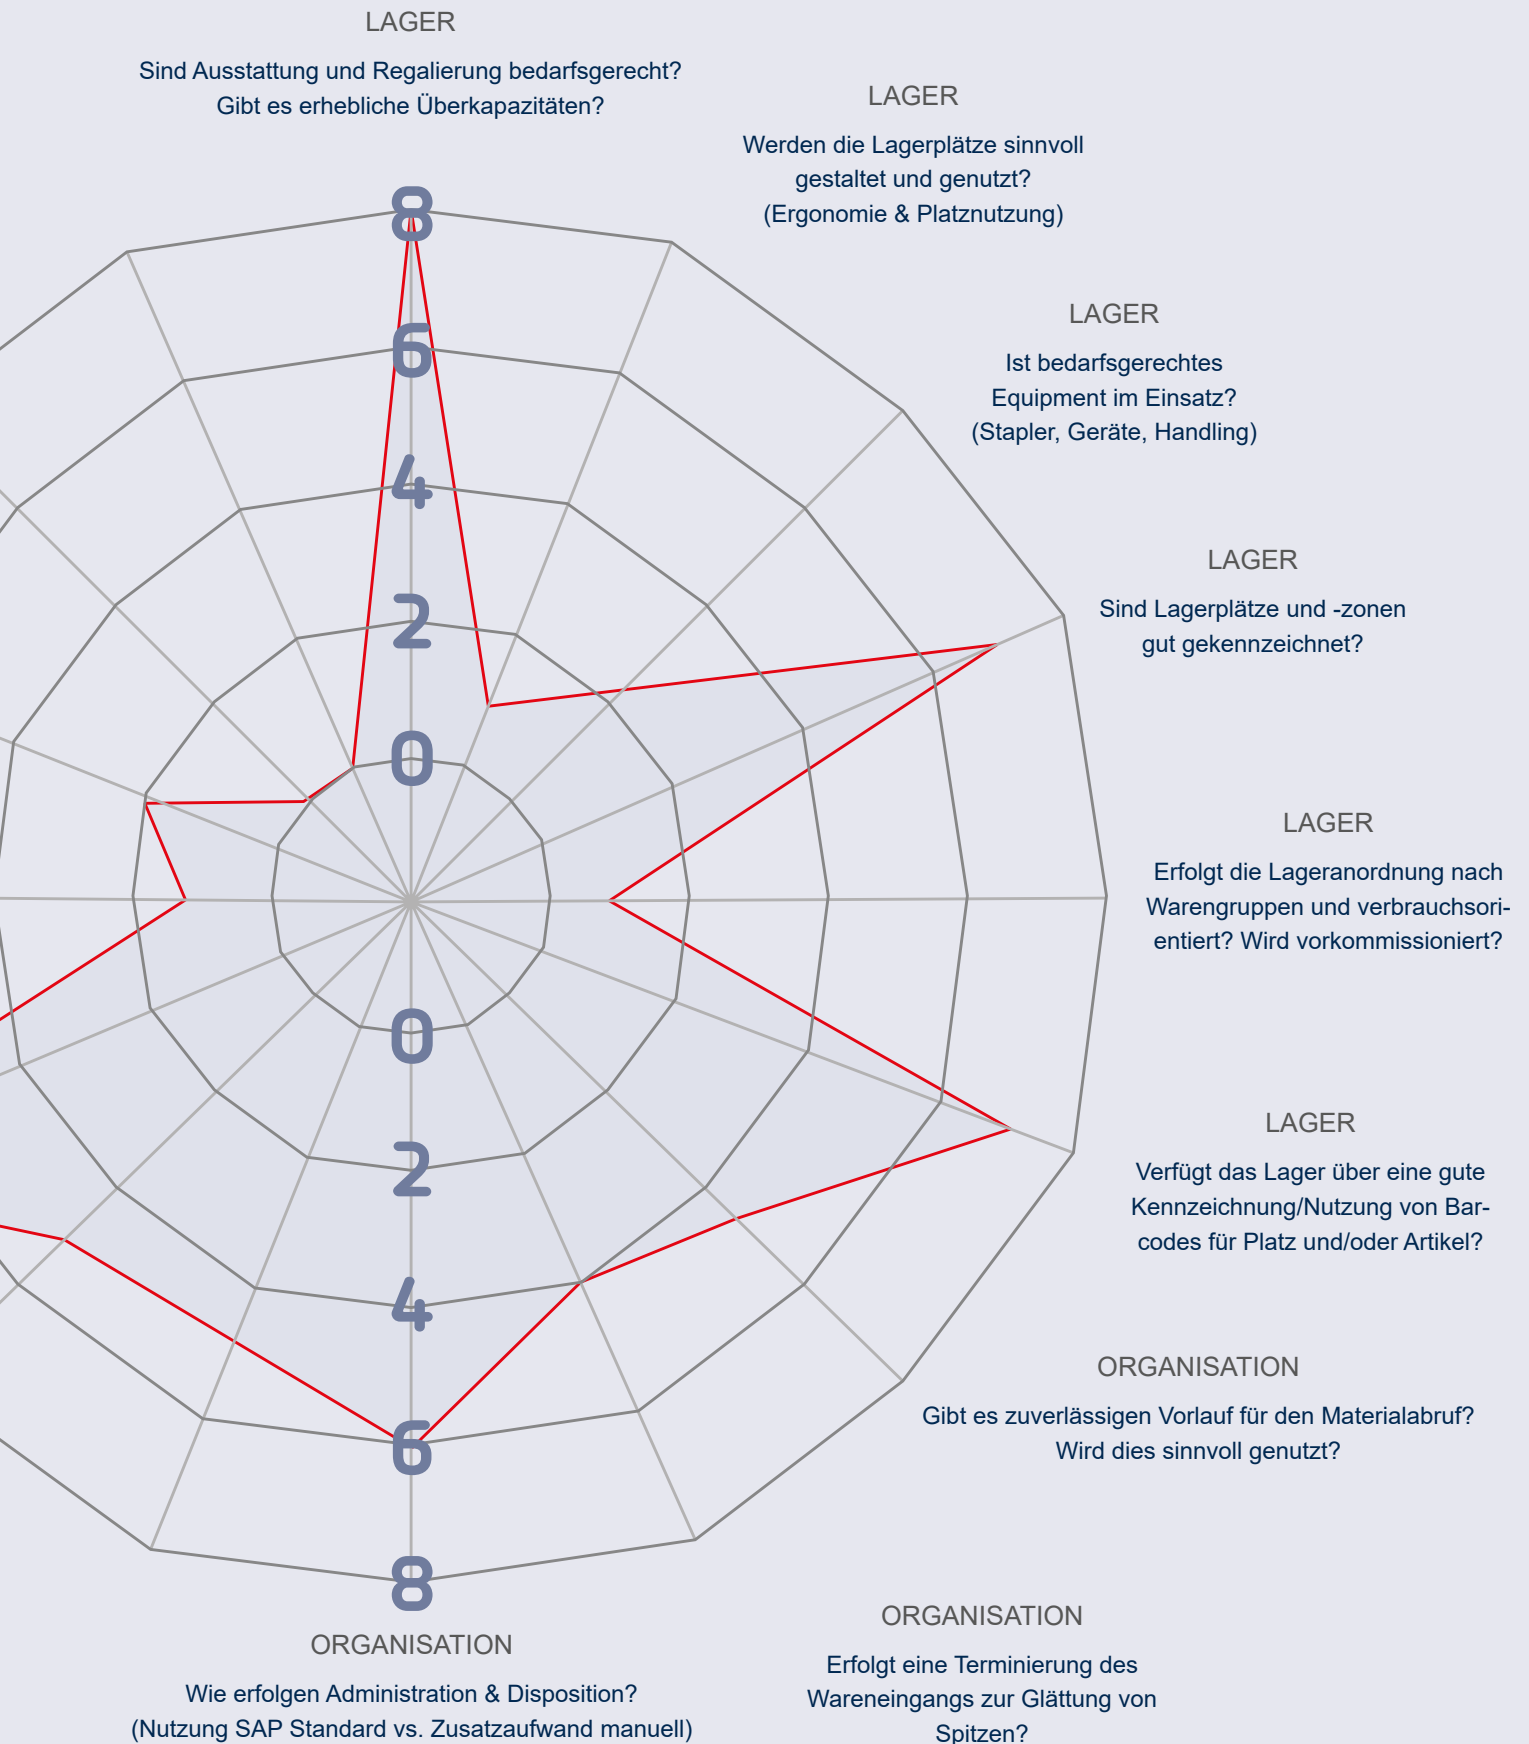 LAGER
Sind Ausstattung und Regalierung bedarfsgerecht?
Gibt es erhebliche Überkapazitäten?
LAGER
Werden die Lagerplätze sinnvoll
gestaltet und genutzt?
(Ergonomie & Platznutzung)
LAGER
Ist bedarfsgerechtes
Equipment im Einsatz?
(Stapler, Geräte, Handling)
LAGER
Sind Lagerplätze und -zonen
gut gekennzeichnet?
LAGER
Erfolgt die Lageranordnung nach
Warengruppen und verbrauchsori-
entiert? Wird vorkommissioniert?
LAGER
Verfügt das Lager über eine gute
Kennzeichnung/Nutzung von Bar-
codes für Platz und/oder Artikel?
ORGANISATION
Gibt es zuverlässigen Vorlauf für den Materialabruf?
Wird dies sinnvoll genutzt?
ORGANISATION
Erfolgt eine Terminierung des
Wareneingangs zur Glättung von
Spitzen?
ORGANISATION
Wie erfolgen Administration & Disposition?
(Nutzung SAP Standard vs. Zusatzaufwand manuell)
8
6
4
2
0
0
2
4
6
8